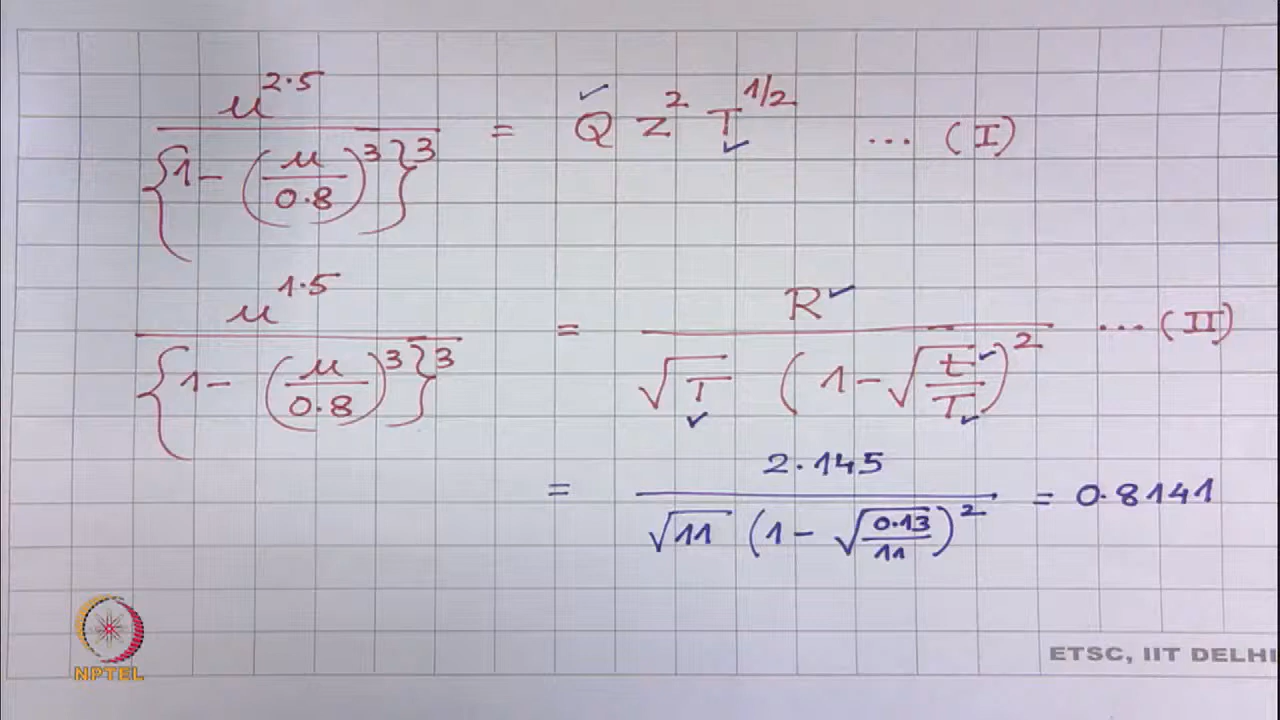 μ^2.5 / {1 - (μ/0.8)^3}^3 = Q z^2 T^1/2 ... (I)
μ^1.5 / {1 - (μ/0.8)^3}^3 = R / √T (1 - √(t/T))^2 ... (II)
= 2.145 / √11 (1 - √(0.13/11))^2 = 0.8141
NPTEL
ETSC, IIT DELHI